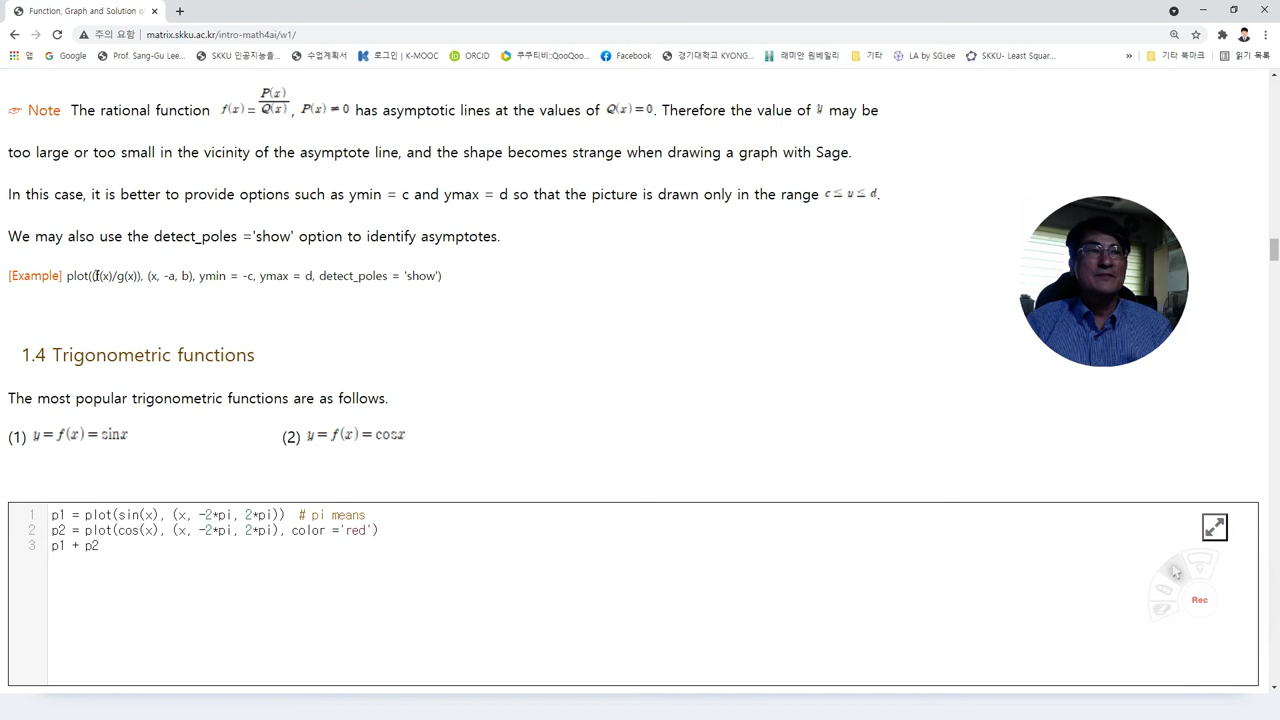 Function, Graph and Solution o
주의 요함 | matrix.skku.ac.kr/intro-math4ai/w1/
앱 Google Prof. Sang-Gu Lee... SKKU 인공지능을... 수업계획서 로그인 | K-MOOC ORCID 쿠쿠티비::QooQoo... Facebook 경기대학교 KYONG... 래미안 원베일리 기타 LA by SGLee SKKU- Least Squar... » 기타 북마크 읽기 목록
☞ Note The rational function f(x) = P(x)/Q(x), P(x) ≠ 0 has asymptotic lines at the values of Q(x)=0. Therefore the value of y may be
too large or too small in the vicinity of the asymptote line, and the shape becomes strange when drawing a graph with Sage.
In this case, it is better to provide options such as ymin = c and ymax = d so that the picture is drawn only in the range c ≤ y ≤ d.
We may also use the detect_poles ='show' option to identify asymptotes.
[Example] plot((f(x)/g(x)), (x, -a, b), ymin = -c, ymax = d, detect_poles = 'show')
1.4 Trigonometric functions
The most popular trigonometric functions are as follows.
(1) y = f(x) = sinx (2) y = f(x) = cosx
1 p1 = plot(sin(x), (x, -2*pi, 2*pi)) # pi means
2 p2 = plot(cos(x), (x, -2*pi, 2*pi), color ='red')
3 p1 + p2
Rec